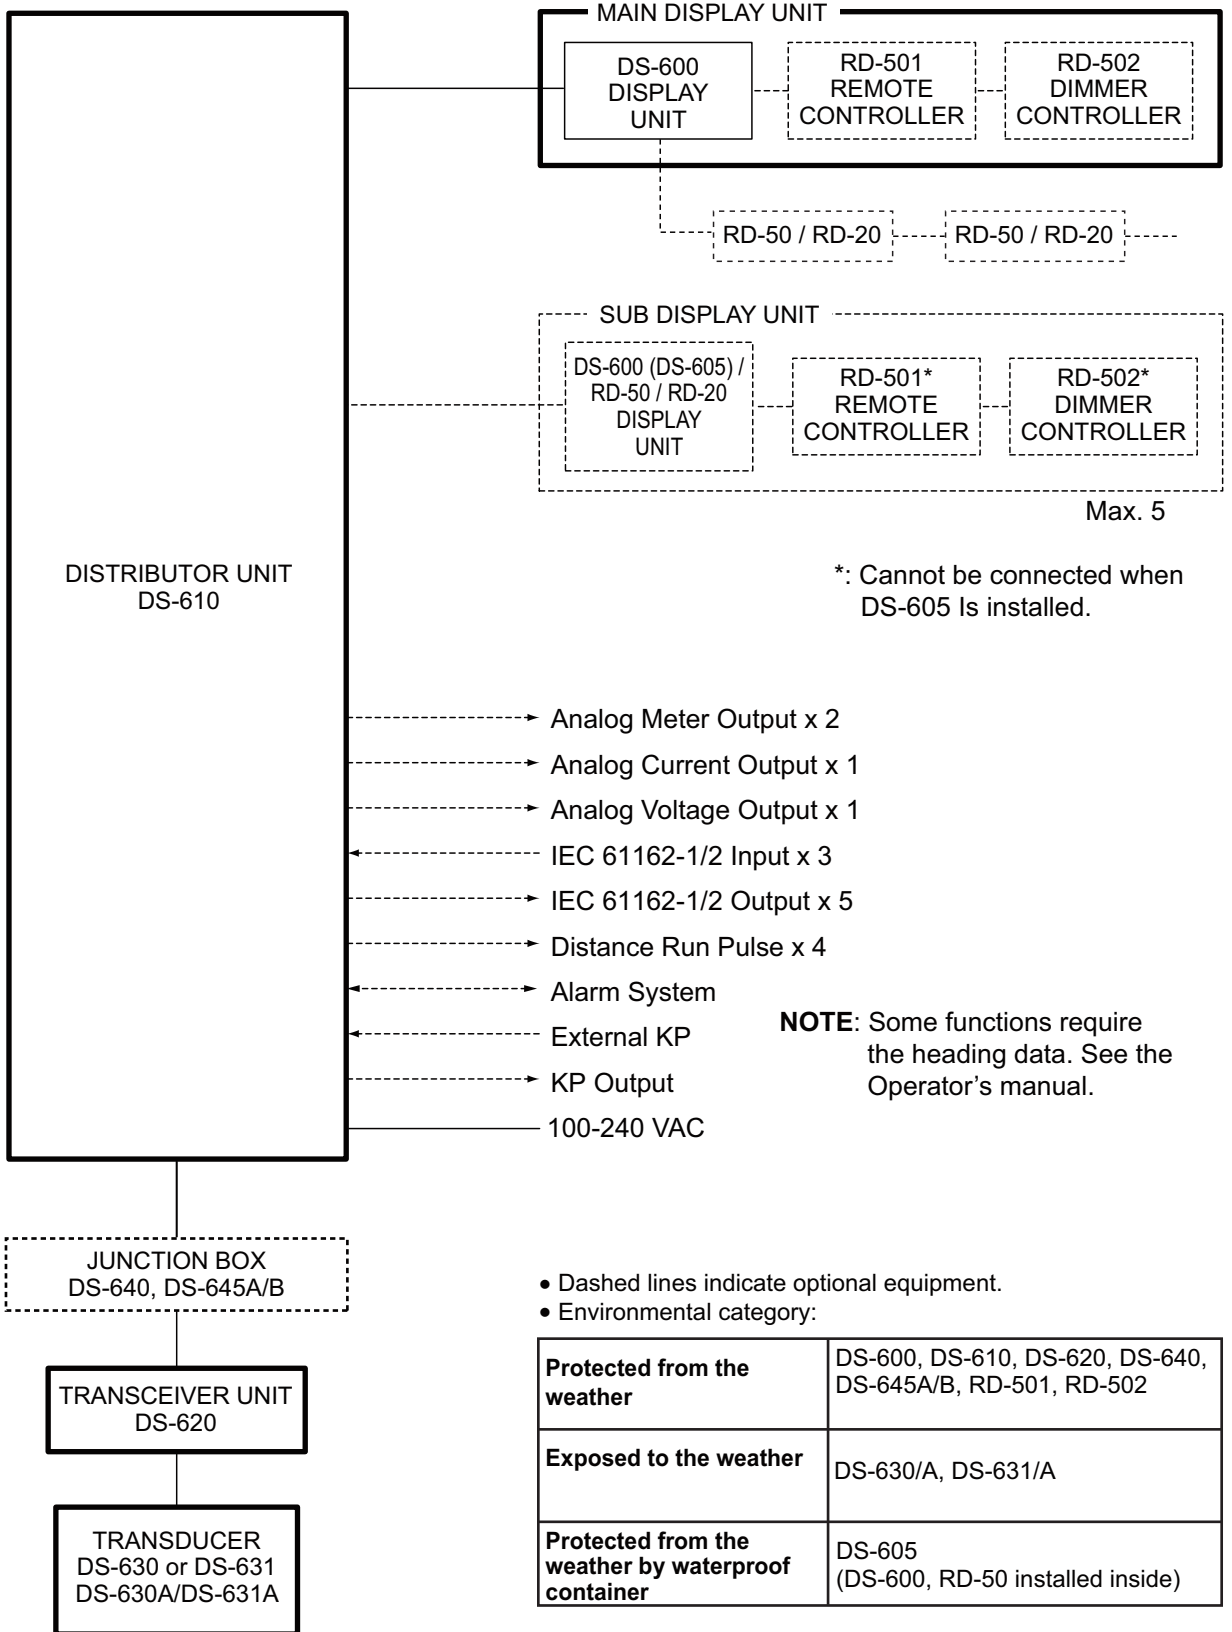 MAIN DISPLAY UNIT
DS-600
DISPLAY
UNIT
RD-501
REMOTE
CONTROLLER
RD-502
DIMMER
CONTROLLER
RD-50 / RD-20
RD-50 / RD-20
SUB DISPLAY UNIT
DS-600 (DS-605) /
RD-50 / RD-20
DISPLAY
UNIT
RD-501*
REMOTE
CONTROLLER
RD-502*
DIMMER
CONTROLLER
Max. 5
*: Cannot be connected when
DS-605 Is installed.
DISTRIBUTOR UNIT
DS-610
Analog Meter Output x 2
Analog Current Output x 1
Analog Voltage Output x 1
IEC 61162-1/2 Input x 3
IEC 61162-1/2 Output x 5
Distance Run Pulse x 4
Alarm System
External KP
KP Output
100-240 VAC
NOTE: Some functions require
the heading data. See the
Operator’s manual.
JUNCTION BOX
DS-640, DS-645A/B
TRANSCEIVER UNIT
DS-620
TRANSDUCER
DS-630 or DS-631
DS-630A/DS-631A
• Dashed lines indicate optional equipment.
• Environmental category:
Protected from the
weather
DS-600, DS-610, DS-620, DS-640,
DS-645A/B, RD-501, RD-502
Exposed to the weather
DS-630/A, DS-631/A
Protected from the
weather by waterproof
container
DS-605
(DS-600, RD-50 installed inside)